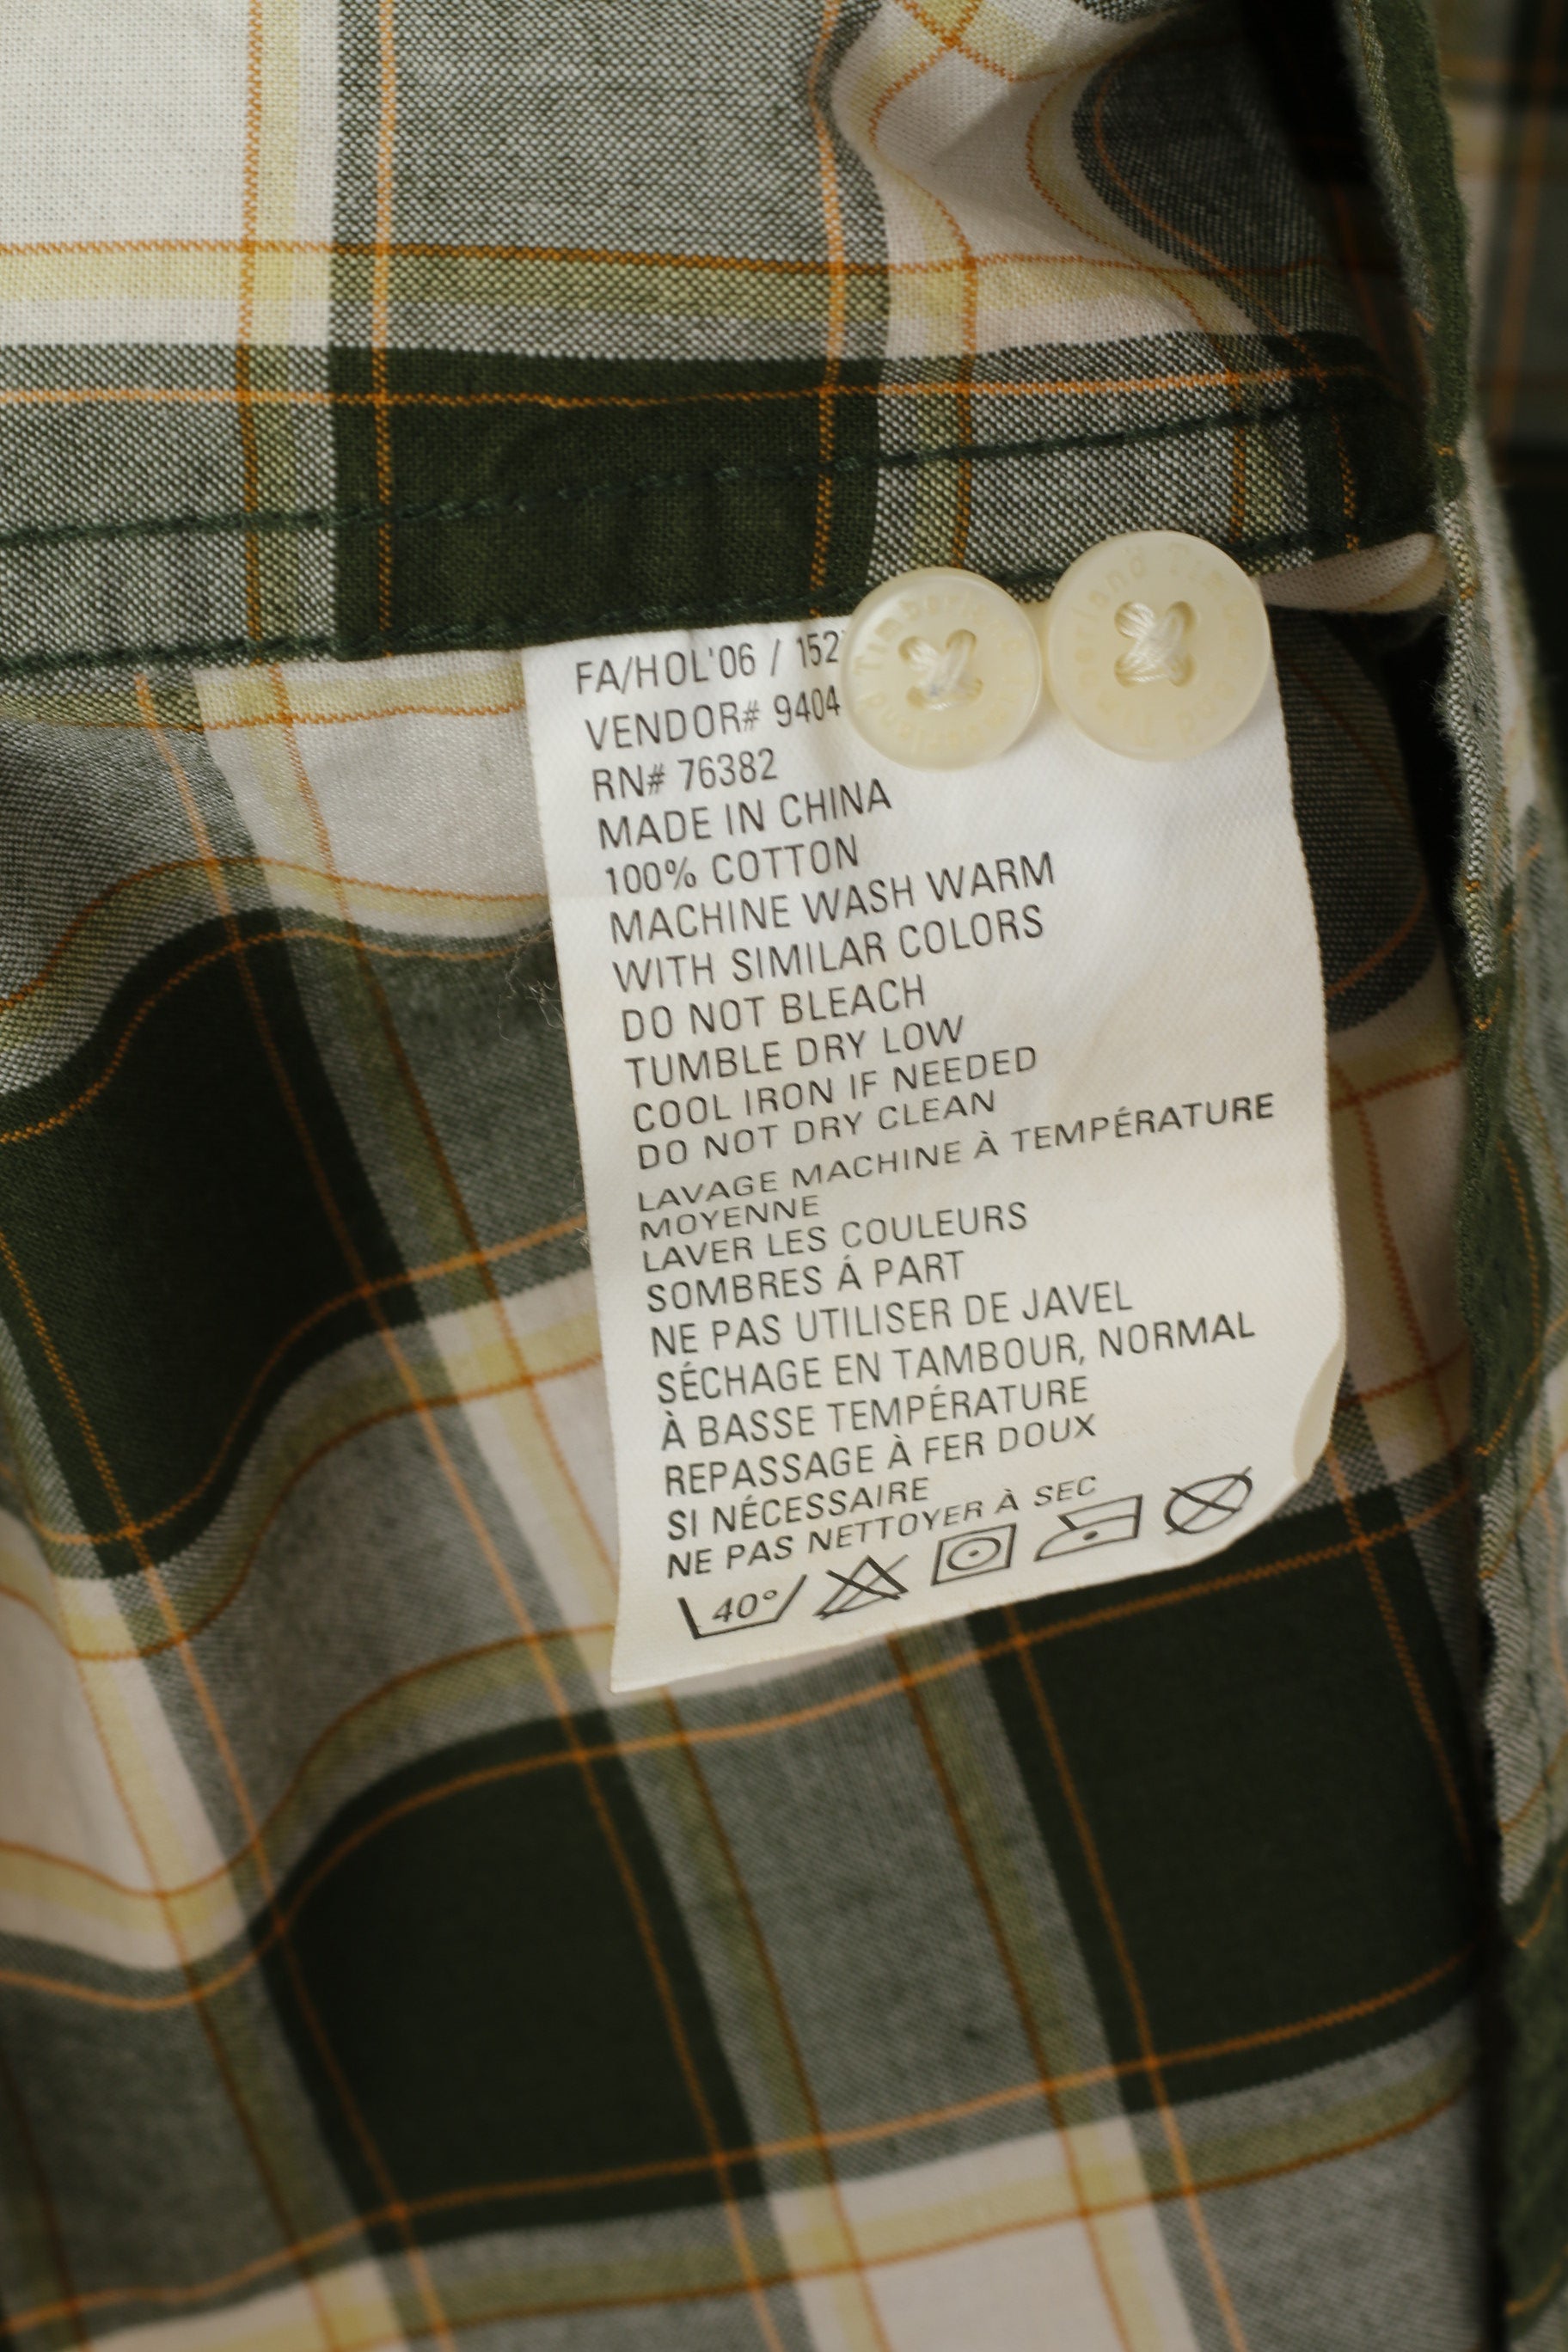 FA/HOL'06 / 152
VENDOR# 9404
RN# 76382
MADE IN CHINA
100% COTTON
MACHINE WASH WARM
WITH SIMILAR COLORS
DO NOT BLEACH
TUMBLE DRY LOW
COOL IRON IF NEEDED
DO NOT DRY CLEAN
LAVAGE MACHINE À TEMPÉRATURE
MOYENNE
LAVER LES COULEURS
SOMBRES Á PART
NE PAS UTILISER DE JAVEL
SÉCHAGE EN TAMBOUR, NORMAL
À BASSE TEMPÉRATURE
REPASSAGE À FER DOUX
SI NÉCESSAIRE
NE PAS NETTOYER À SEC
40°